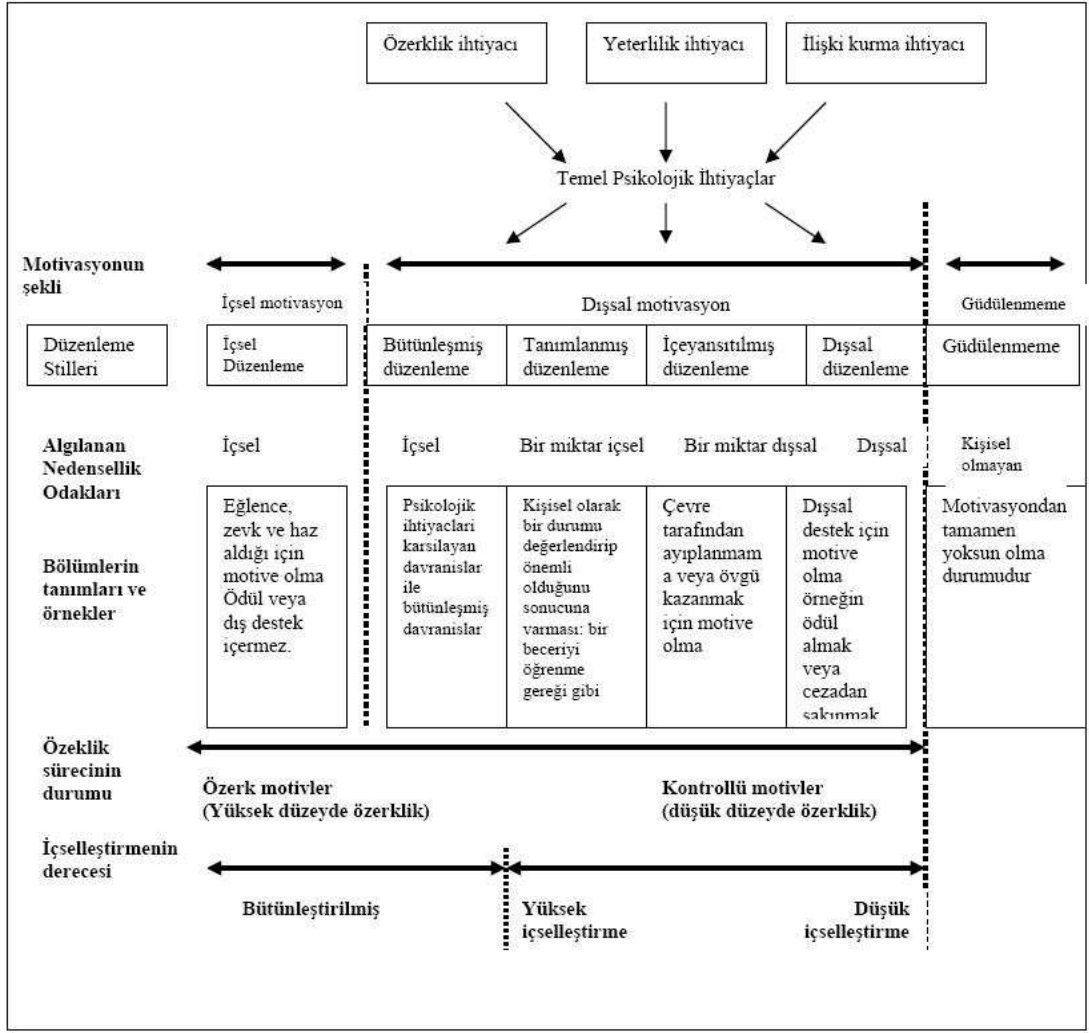 Özerklik ihtiyacı
Yeterlilik ihtiyacı
İlişki kurma ihtiyacı
Temel Psikolojik İhtiyaçlar
Motivasyonun
şekli
İçsel motivasyon
Dışsal motivasyon
Güdülenmeme
Düzenleme
Stilleri
İçsel
Düzenleme
Bütünleşmiş
düzenleme
Tanımlanmış
düzenleme
İçeyansıtılmış
düzenleme
Dışsal
düzenleme
Güdülenmeme
Algılanan
Nedensellik
Odakları
İçsel
İçsel
Bir miktar içsel
Bir miktar dışsal
Dışsal
Kişisel
olmayan
Bölümlerin
tanımları ve
örnekler
Eğlence,
zevk ve haz
aldığı için
motive olma
Ödül veya
dış destek
içermez.
Psikolojik
ihtiyaclari
karsilayan
davranislar
ile
bütünleşmiş
davranislar
Kişisel olarak
bir durumu
değerlendirip
önemli
olduğunu
sonucuna
varması: bir
beceriyi
öğrenme
gereği gibi
Çevre
tarafından
ayıplanmam
a veya övgü
kazanmak
için motive
olma
Dışsal
destek için
motive
olma
örneğin
ödül
almak
veya
cezadan
sakınmak
Motivasyondan
tamamen
yoksun olma
durumudur
Özeklik
sürecinin
durumu
Özerk motivler
(Yüksek düzeyde özerklik)
Kontrollü motivler
(düşük düzeyde özerklik)
İçselleştirmenin
derecesi
Bütünleştirilmiş
Yüksek
içselleştirme
Düşük
içselleştirme